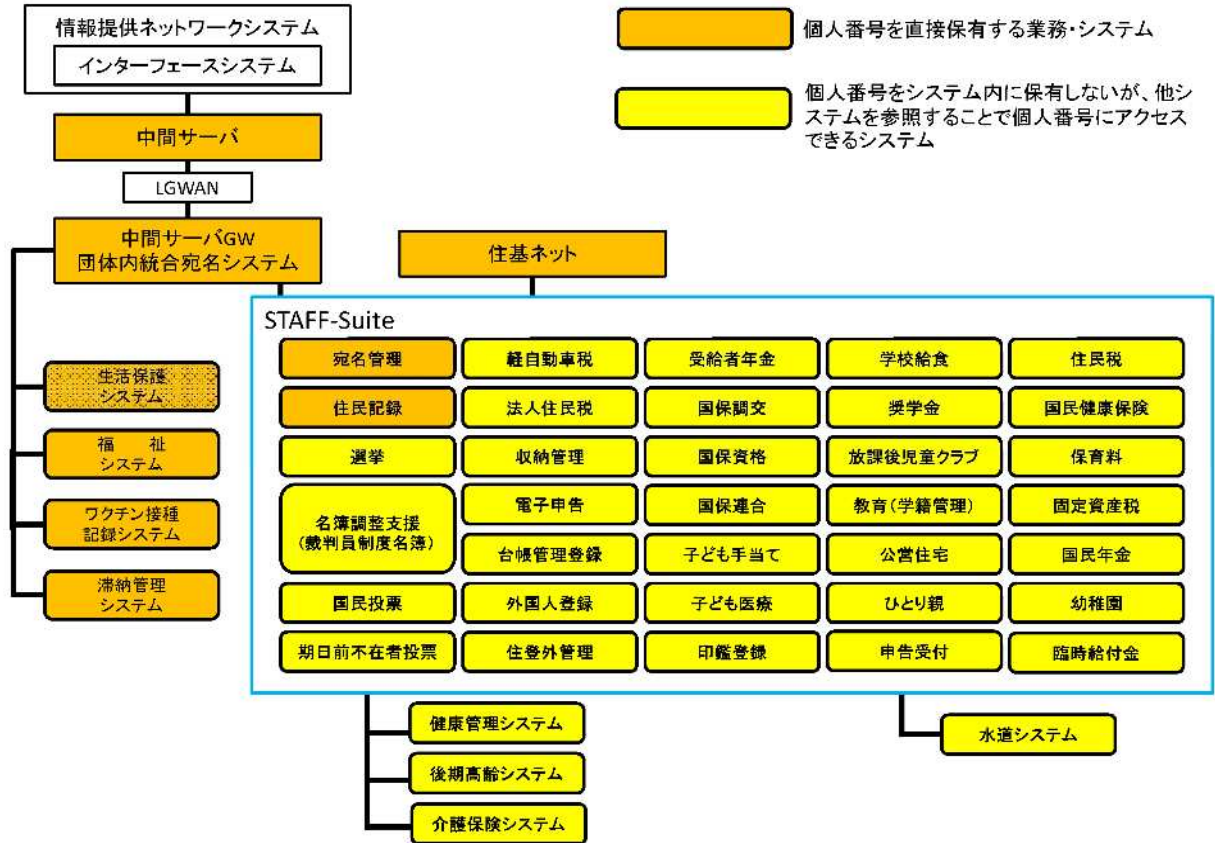 情報提供ネットワークシステム
インターフェースシステム
個人番号を直接保有する業務・システム
個人番号をシステム内に保有しないが、他シ
ステムを参照することで個人番号にアクセス
できるシステム
中間サーバ
LGWAN
中間サーバGW
団体内統合宛名システム
住基ネット
生活保護
システム
福 祉
システム
ワクチン接種
記録システム
滞納管理
システム
STAFF-Suite
宛名管理
軽自動車税
受給者年金
学校給食
住民税
住民記録
法人住民税
国保調交
奨学金
国民健康保険
選挙
収納管理
国保資格
放課後児童クラブ
保育料
名簿調整支援
(裁判員制度名簿)
電子申告
国保連合
教育(学籍管理)
固定資産税
台帳管理登録
子ども手当て
公営住宅
国民年金
国民投票
外国人登録
子ども医療
ひとり親
幼稚園
期日前不在者投票
住登外管理
印鑑登録
申告受付
臨時給付金
健康管理システム
後期高齢システム
介護保険システム
水道システム